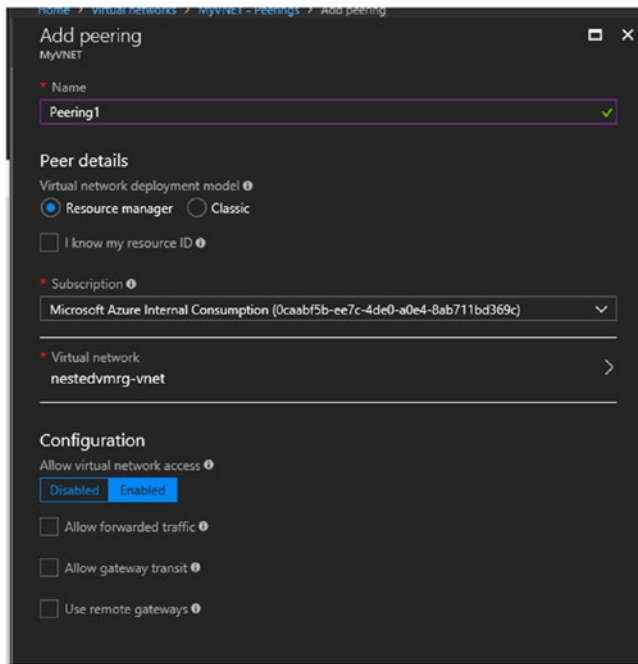 Home > Virtual networks > MyVNET - Peerings > Add peering
Add peering
MyVNET
* Name
Peering1
Peer details
Virtual network deployment model
Resource manager Classic
I know my resource ID
* Subscription
Microsoft Azure Internal Consumption (0caabf5b-ee7c-4de0-a0e4-8ab711bd369c)
* Virtual network
nestedvmrg-vnet
Configuration
Allow virtual network access
Disabled Enabled
Allow forwarded traffic
Allow gateway transit
Use remote gateways